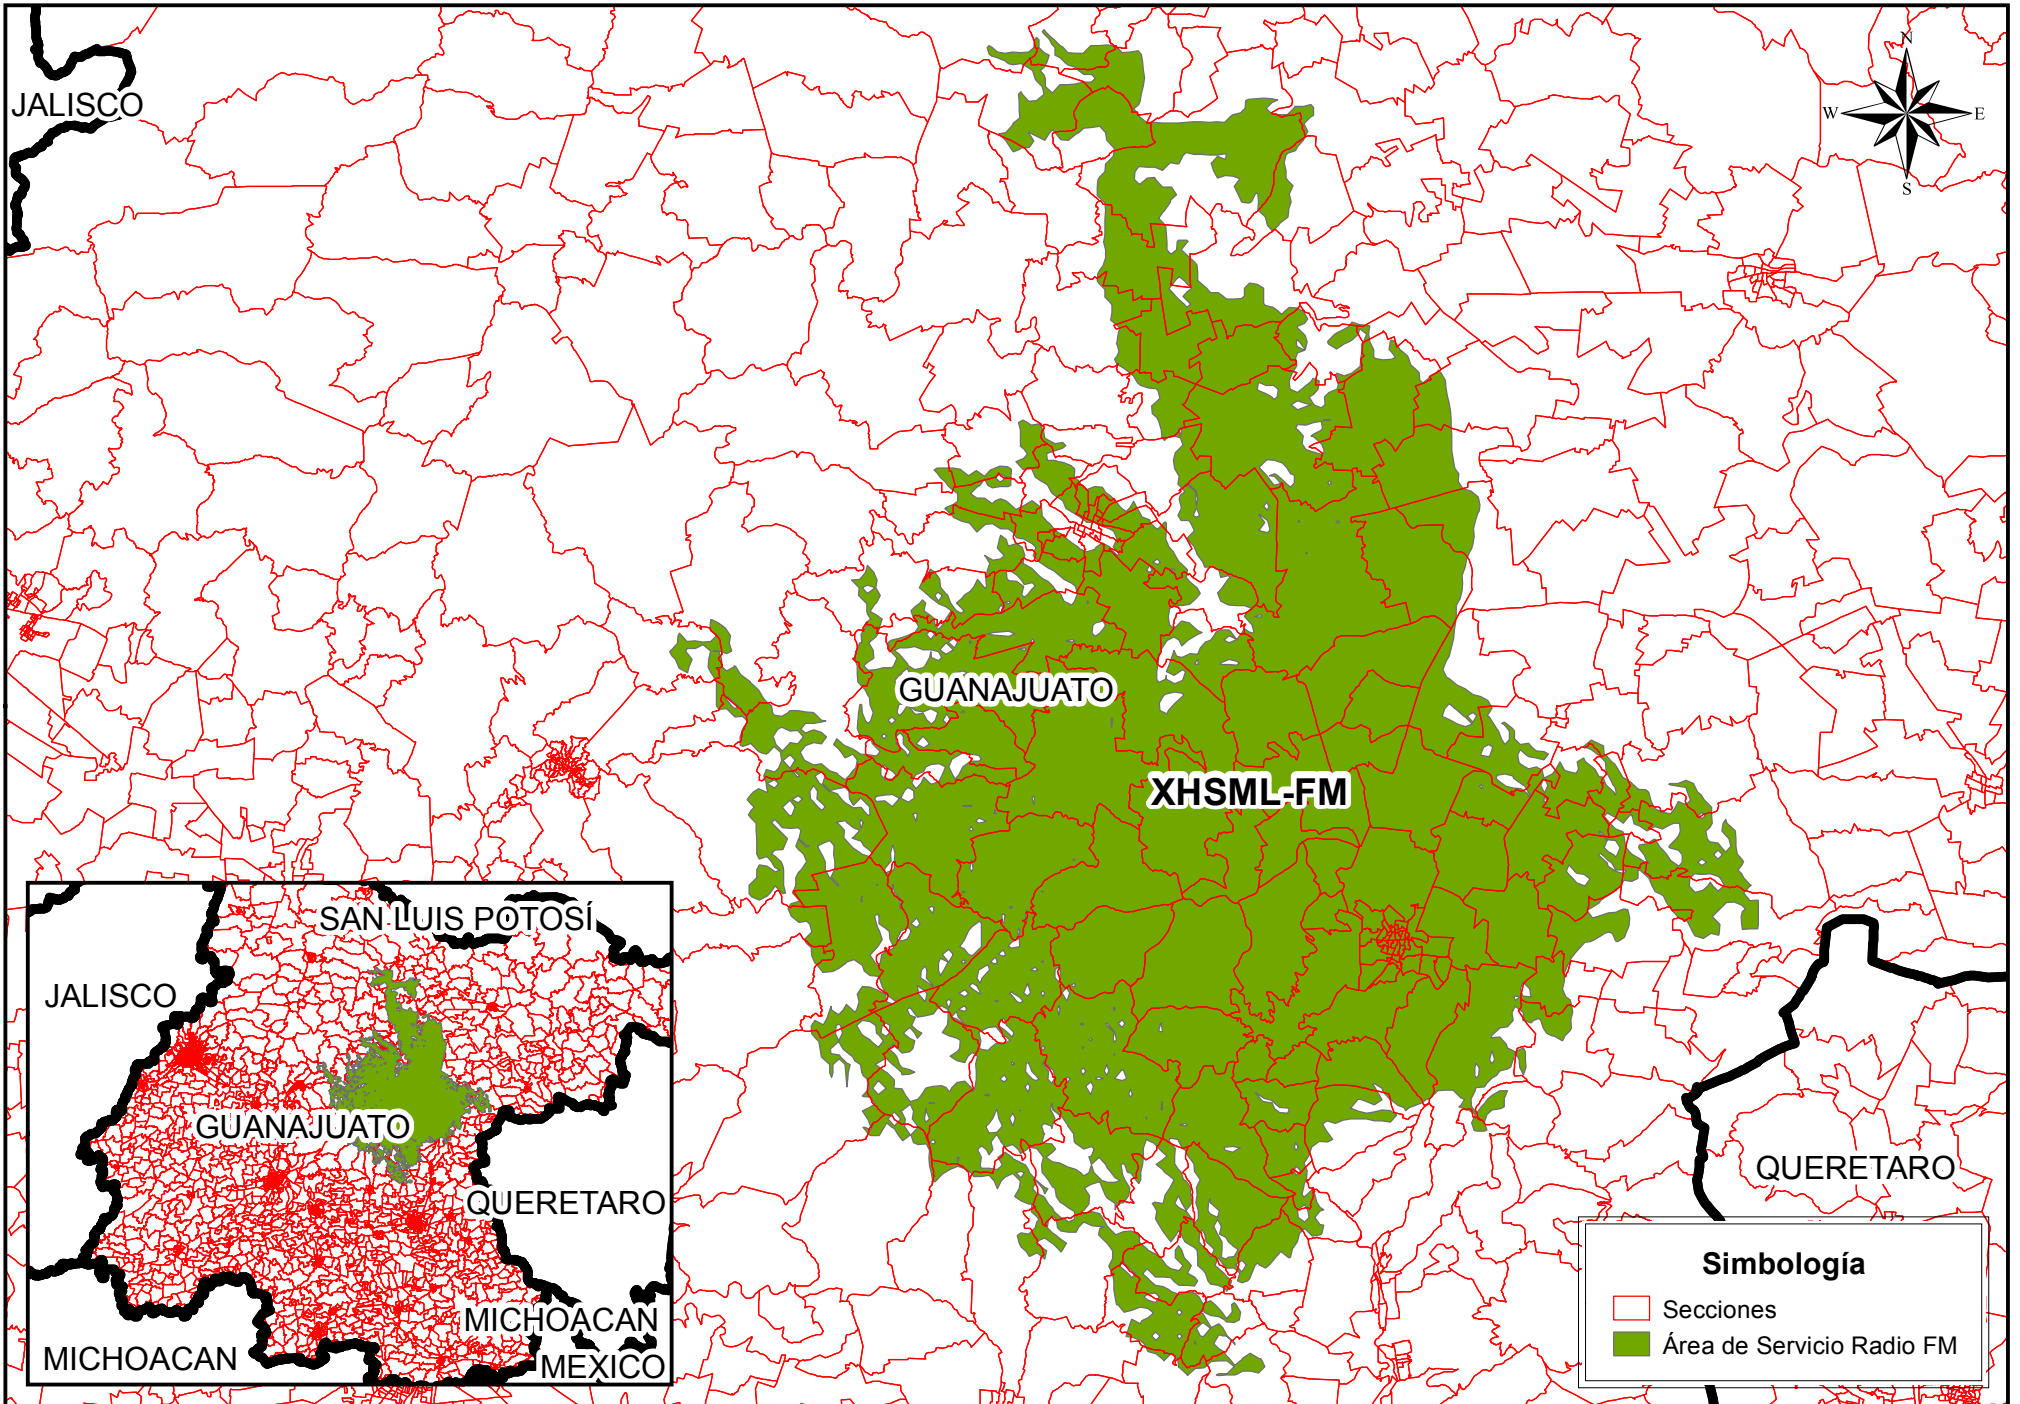 N
JALISCO
W
E
S
GUANAJUATO
XHSML-FM
SAN LUIS POTOSÍ
JALISCO
GUANAJUATO
QUERETARO
QUERETARO
MICHOACAN
MICHOACAN
MEXICO
Simbología
Secciones
Área de Servicio Radio FM